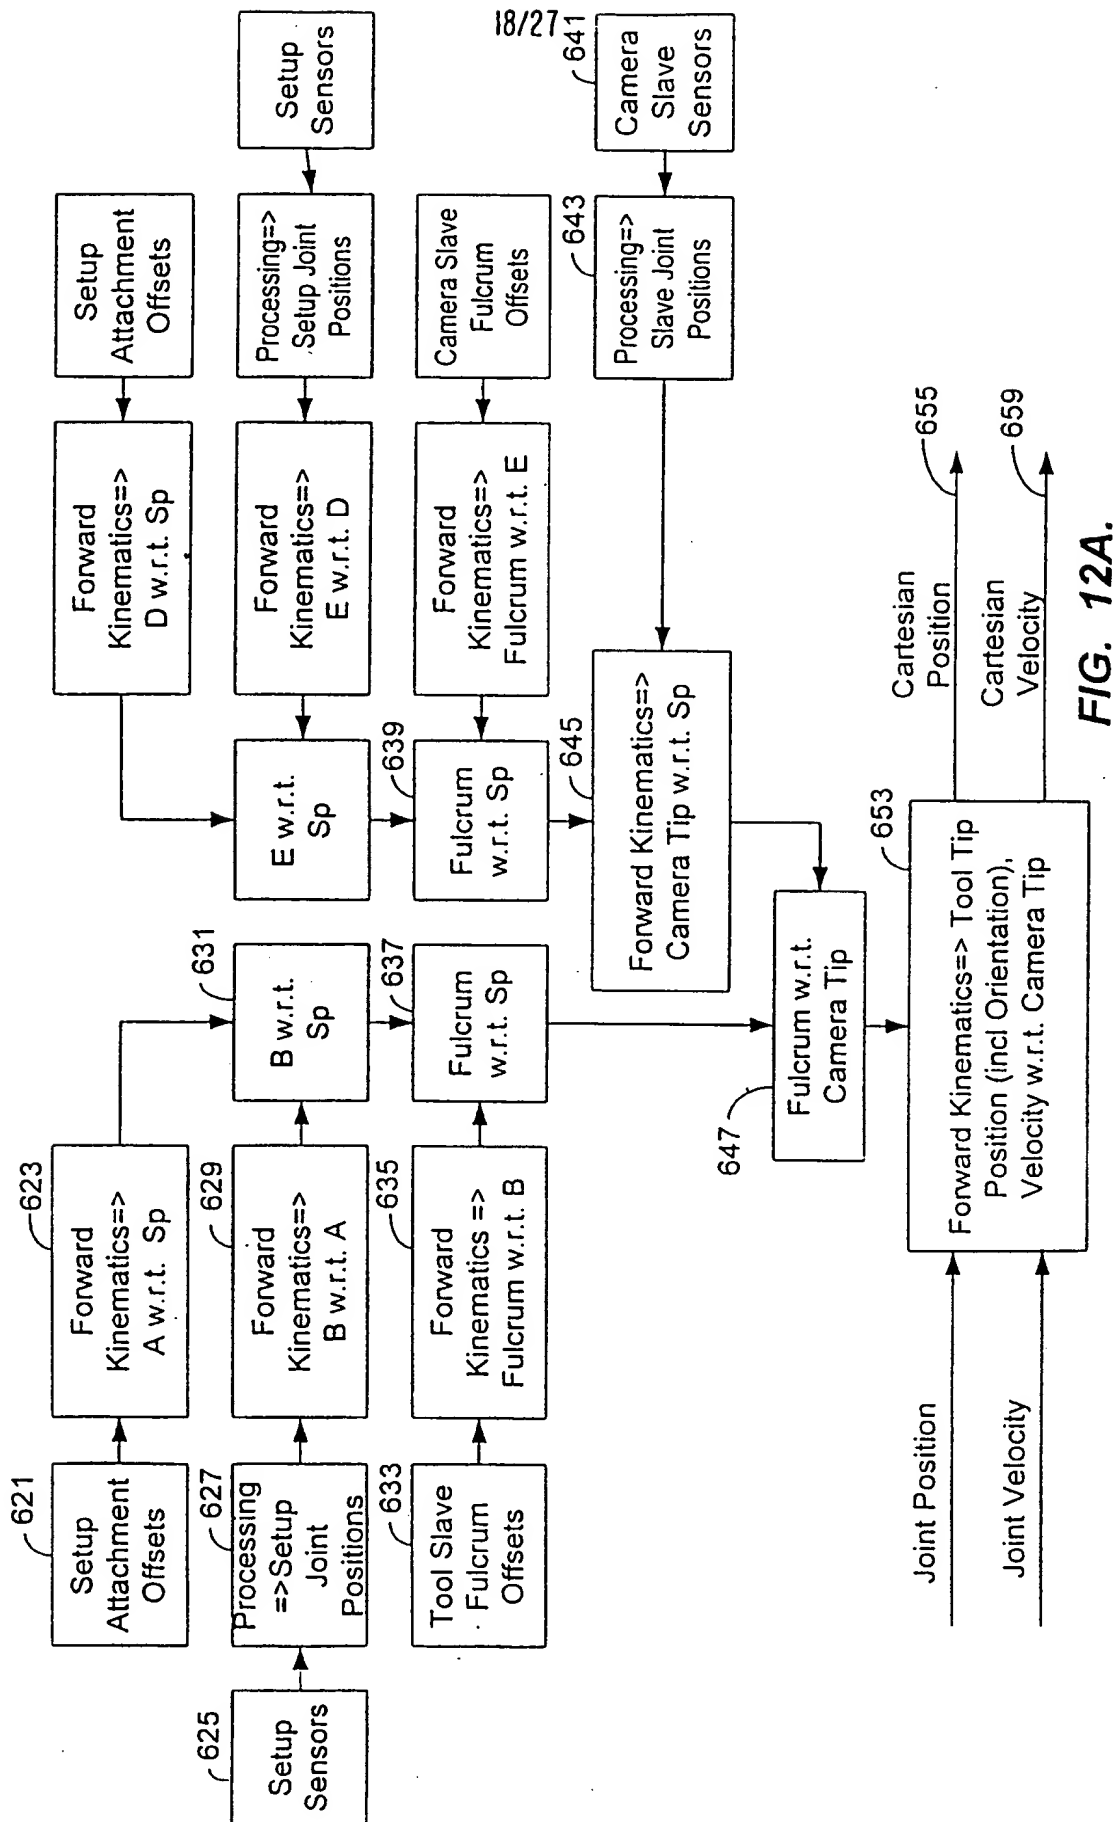 18/27
621
Setup
Attachment
Offsets
623
Forward
Kinematics=>
A w.r.t. Sp
Forward
Kinematics=>
D w.r.t. Sp
Setup
Attachment
Offsets
625
Setup
Sensors
627
Processing
=>Setup
Joint
Positions
629
Forward
Kinematics=>
B w.r.t. A
631
B w.r.t.
Sp
E w.r.t.
Sp
Forward
Kinematics=>
E w.r.t. D
Processing=>
Setup Joint
Positions
Setup
Sensors
633
Tool Slave
Fulcrum
Offsets
635
Forward
Kinematics =>
Fulcrum w.r.t. B
637
Fulcrum
w.r.t. Sp
639
Fulcrum
w.r.t. Sp
Forward
Kinematics=>
Fulcrum w.r.t. E
Camera Slave
Fulcrum
Offsets
645
Forward Kinematics=>
Camera Tip w.r.t. Sp
643
Processing=>
Slave Joint
Positions
641
Camera
Slave
Sensors
647
Fulcrum w.r.t.
Camera Tip
Joint Position
Joint Velocity
653
Forward Kinematics=> Tool Tip
Position (incl Orientation),
Velocity w.r.t. Camera Tip
Cartesian
Position
655
Cartesian
Velocity
659
FIG. 12A.